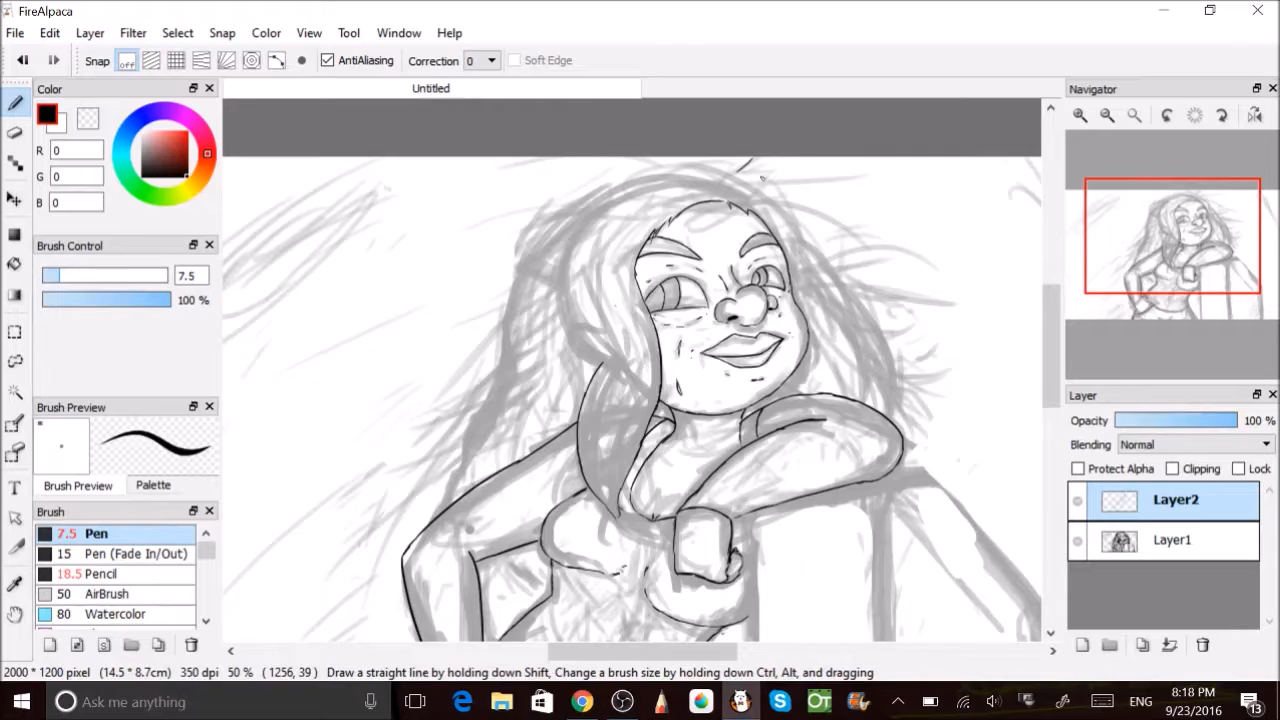 FireAlpaca
File Edit Layer Filter Select Snap Color View Tool Window Help
Snap off AntiAliasing Correction 0 Soft Edge
Color
Untitled
Navigator
R 0
G 0
B 0
Brush Control
7.5
100 %
Brush Preview
Brush Preview Palette
Brush
7.5 Pen
15 Pen (Fade In/Out)
18.5 Pencil
50 AirBrush
80 Watercolor
Layer
Opacity 100 %
Blending Normal
Protect Alpha Clipping Lock
Layer2
Layer1
2000 * 1200 pixel (14.5 * 8.7cm) 350 dpi 50 % (1256, 39) Draw a straight line by holding down Shift, Change a brush size by holding down Ctrl, Alt, and dragging
Ask me anything
OT
ENG
8:18 PM
9/23/2016
13